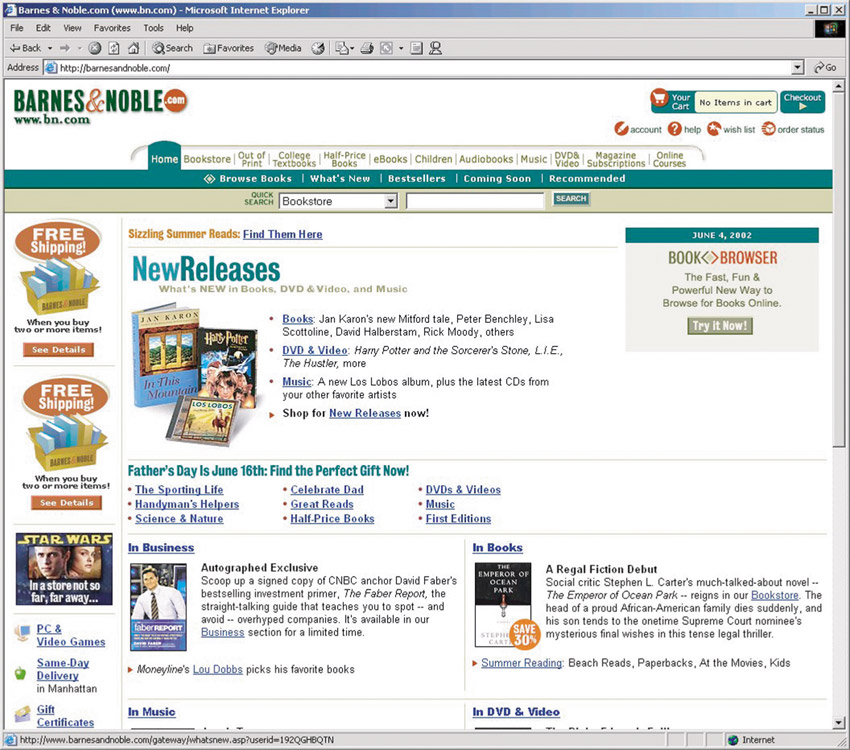 Barnes & Noble.com (www.bn.com) - Microsoft Internet Explorer
File Edit View Favorites Tools Help
Back Search Favorites Media
Address http://barnesandnoble.com/ Go
BARNES&NOBLE.com
www.bn.com
Your Cart No Items in cart Checkout
account help wish list order status
Home Bookstore Out of Print College Textbooks Half-Price Books eBooks Children Audiobooks Music DVD& Video Magazine Subscriptions Online Courses
Browse Books | What's New | Bestsellers | Coming Soon | Recommended
QUICK SEARCH Bookstore SEARCH
FREE
Shipping!
BARNES&NOBLE
When you buy
two or more items!
See Details
FREE
Shipping!
BARNES&NOBLE
When you buy
two or more items!
See Details
STAR WARS
In a store not so
far, far away...
PC &
Video Games
Same-Day
Delivery
in Manhattan
Gift
Certificates
Sizzling Summer Reads: Find Them Here
NewReleases
What's NEW in Books, DVD & Video, and Music
JAN KARON
In This
Mountain
Harry Potter
LOS LOBOS
• Books: Jan Karon's new Mitford tale, Peter Benchley, Lisa
Scottoline, David Halberstam, Rick Moody, others
• DVD & Video: Harry Potter and the Sorcerer's Stone, L.I.E.,
The Hustler, more
• Music: A new Los Lobos album, plus the latest CDs from
your other favorite artists
Shop for New Releases now!
JUNE 4, 2002
BOOK BROWSER
The Fast, Fun &
Powerful New Way to
Browse for Books Online.
Try it Now!
Father's Day Is June 16th: Find the Perfect Gift Now!
• The Sporting Life • Celebrate Dad • DVDs & Videos
• Handyman's Helpers • Great Reads • Music
• Science & Nature • Half-Price Books • First Editions
In Business
faberREPORT
DAVID FABER
Autographed Exclusive
Scoop up a signed copy of CNBC anchor David Faber's
bestselling investment primer, The Faber Report, the
straight-talking guide that teaches you to spot -- and
avoid -- overhyped companies. It's available in our
Business section for a limited time.
Moneyline's Lou Dobbs picks his favorite books
In Books
THE
EMPEROR OF
OCEAN
PARK
SAVE
30%
A Regal Fiction Debut
Social critic Stephen L. Carter's much-talked-about novel --
The Emperor of Ocean Park -- reigns in our Bookstore. The
head of a proud African-American family dies suddenly, and
his son tends to the onetime Supreme Court nominee's
mysterious final wishes in this tense legal thriller.
Summer Reading: Beach Reads, Paperbacks, At the Movies, Kids
In Music
In DVD & Video
http://www.barnesandnoble.com/gateway/whatsnew.asp?userid=192QGHBQTN Internet